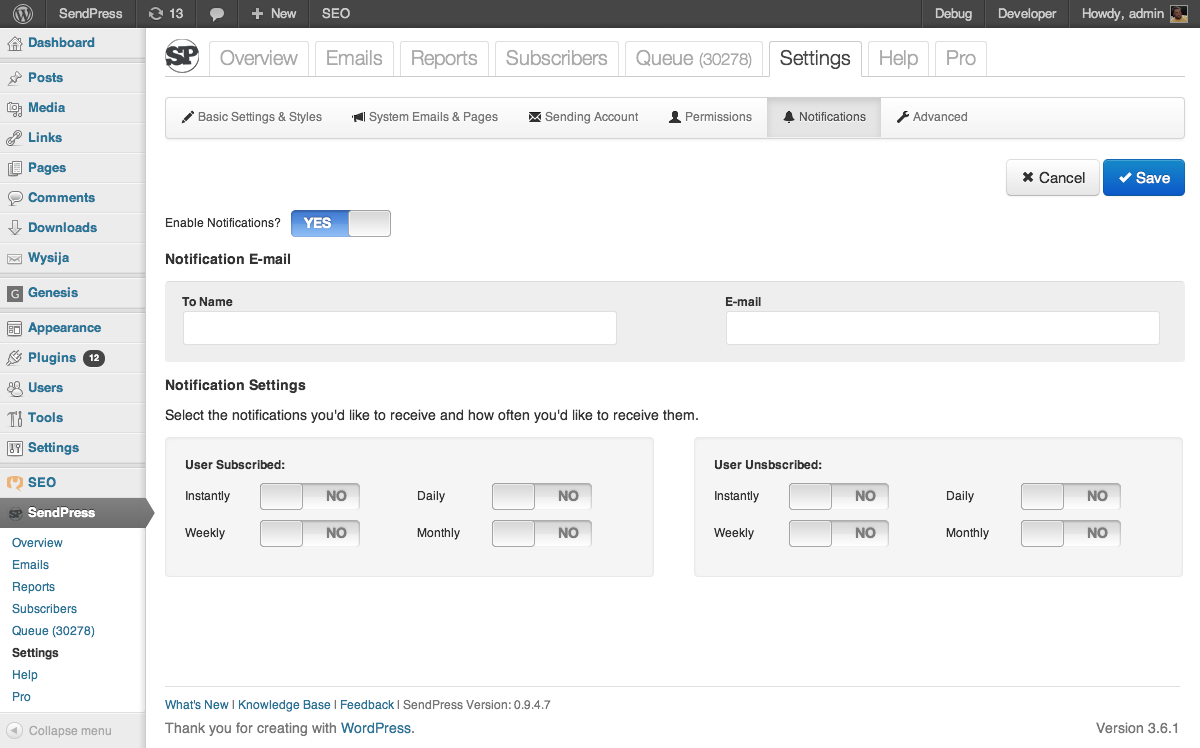 SendPress 13 + New SEO Debug Developer Howdy, admin
Dashboard
Posts
Media
Links
Pages
Comments
Downloads
Wysija
G Genesis
Appearance
Plugins 12
Users
Tools
Settings
SEO
SP SendPress
Overview
Emails
Reports
Subscribers
Queue (30278)
Settings
Help
Pro
Collapse menu
SP Overview Emails Reports Subscribers Queue (30278) Settings Help Pro
Basic Settings & Styles System Emails & Pages Sending Account Permissions Notifications Advanced
Cancel Save
Enable Notifications? YES
Notification E-mail
To Name E-mail
Notification Settings
Select the notifications you'd like to receive and how often you'd like to receive them.
User Subscribed:
Instantly NO Daily NO
Weekly NO Monthly NO
User Unsbscribed:
Instantly NO Daily NO
Weekly NO Monthly NO
What's New | Knowledge Base | Feedback | SendPress Version: 0.9.4.7
Thank you for creating with WordPress. Version 3.6.1